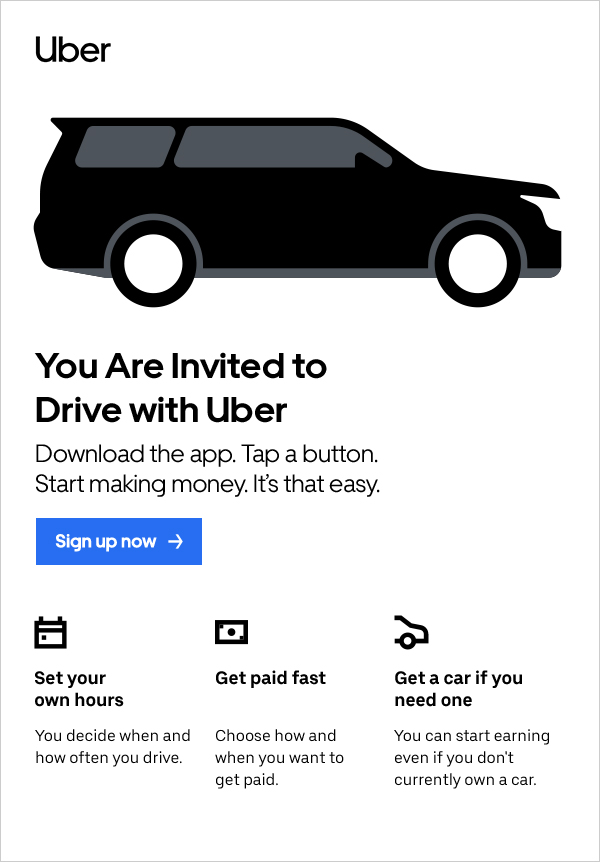 Uber
You Are Invited to
Drive with Uber
Download the app. Tap a button.
Start making money. It's that easy.
Sign up now →
Set your
own hours
You decide when and
how often you drive.
Get paid fast
Choose how and
when you want to
get paid.
Get a car if you
need one
You can start earning
even if you don't
currently own a car.